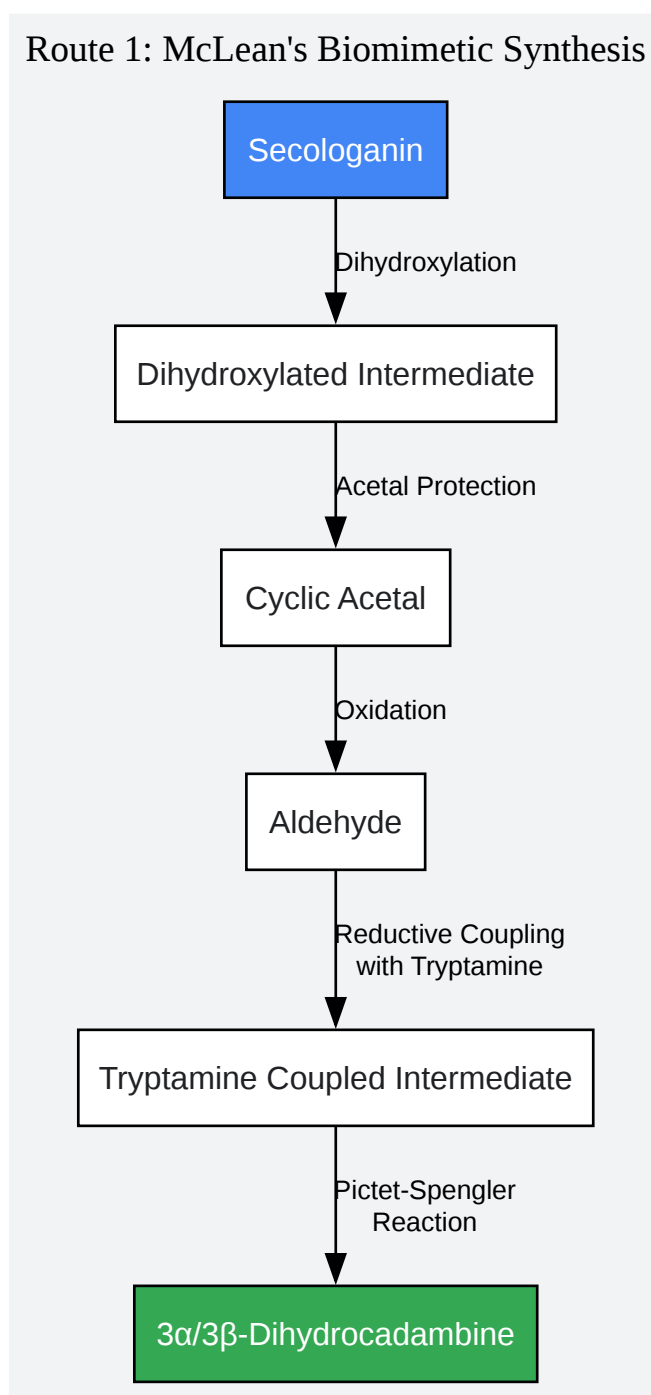 Route 1: McLean's Biomimetic Synthesis
Secologanin
Dihydroxylation
Dihydroxylated Intermediate
Acetal Protection
Cyclic Acetal
Oxidation
Aldehyde
Reductive Coupling
with Tryptamine
Tryptamine Coupled Intermediate
Pictet-Spengler
Reaction
3α/3β-Dihydrocadambine